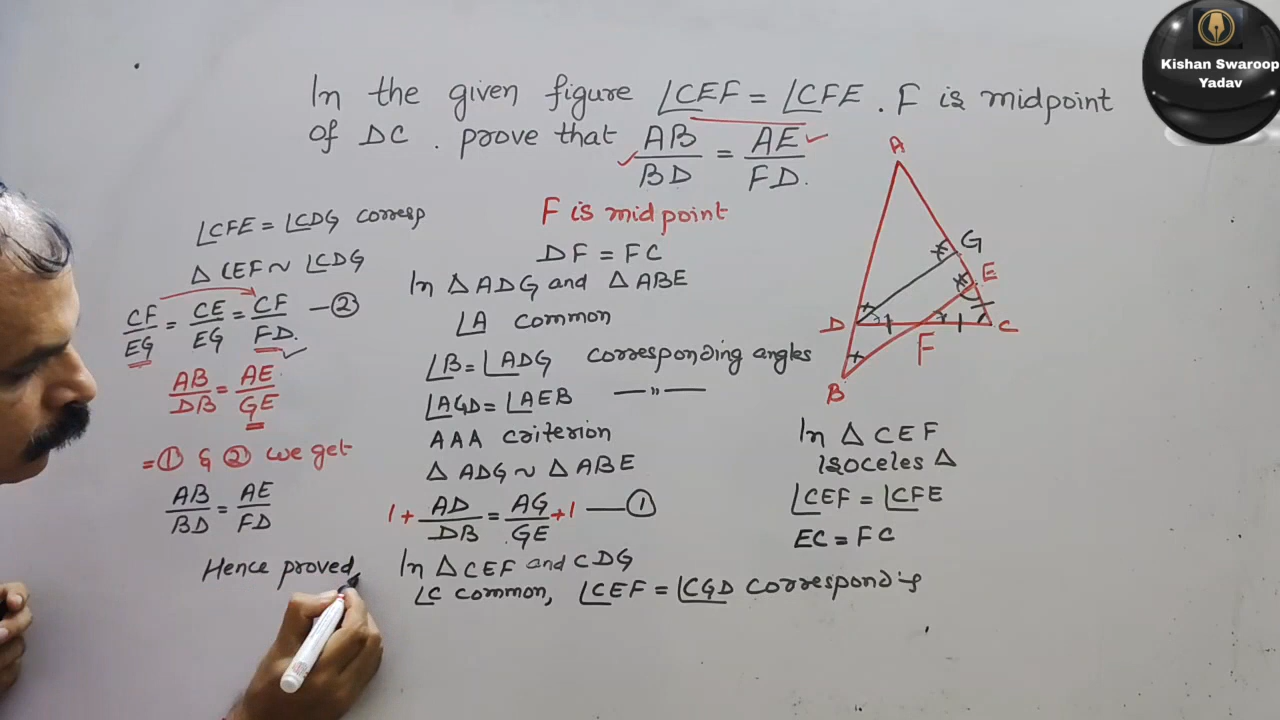 In the given figure ∠CEF = ∠CFE . F is midpoint
of DC . prove that AB/BD = AE/FD.
∠CFE = ∠CDG corresp
△CEF ~ ∠CDG
CF/EG = CE/EG = CF/FD. —②
AB/DB = AE/GE
=① & ② we get
AB/BD = AE/FD
Hence proved
F is midpoint
DF = FC
In △ADG and △ABE
∠A common
∠B = ∠ADG corresponding angles
∠AGD = ∠AEB —〃—
AAA criterion
△ADG ~ △ABE
1 + AD/DB = AG/GE + 1 —①
In △CEF and CDG
∠C common, ∠CEF = ∠CGD
A
G
E
D
C
F
B
In △CEF
Isoceles △
∠CEF = ∠CFE
EC = FC
Kishan Swaroop
Yadav